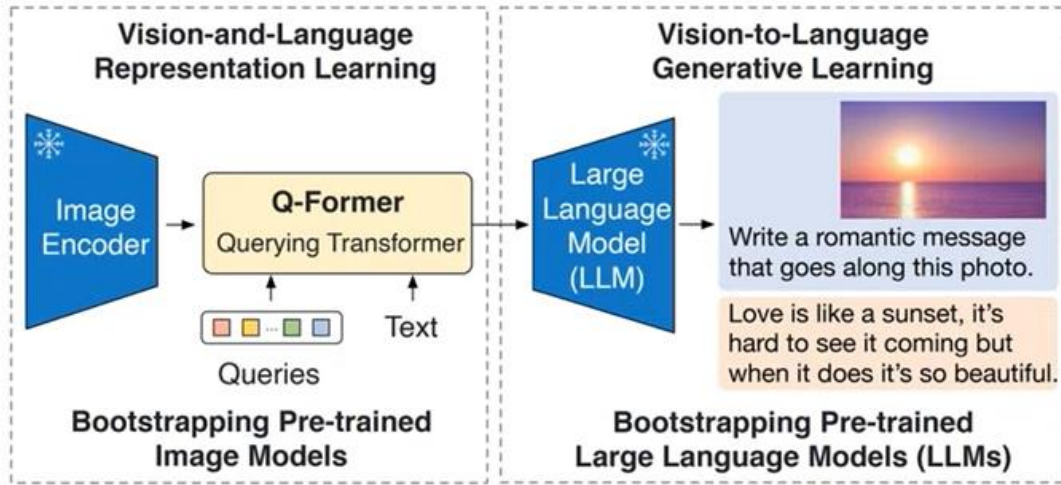 Vision-and-Language
Representation Learning
Image
Encoder
Q-Former
Querying Transformer
...
Queries
Text
Bootstrapping Pre-trained
Image Models
Vision-to-Language
Generative Learning
Large
Language
Model
(LLM)
Write a romantic message
that goes along this photo.
Love is like a sunset, it's
hard to see it coming but
when it does it's so beautiful.
Bootstrapping Pre-trained
Large Language Models (LLMs)